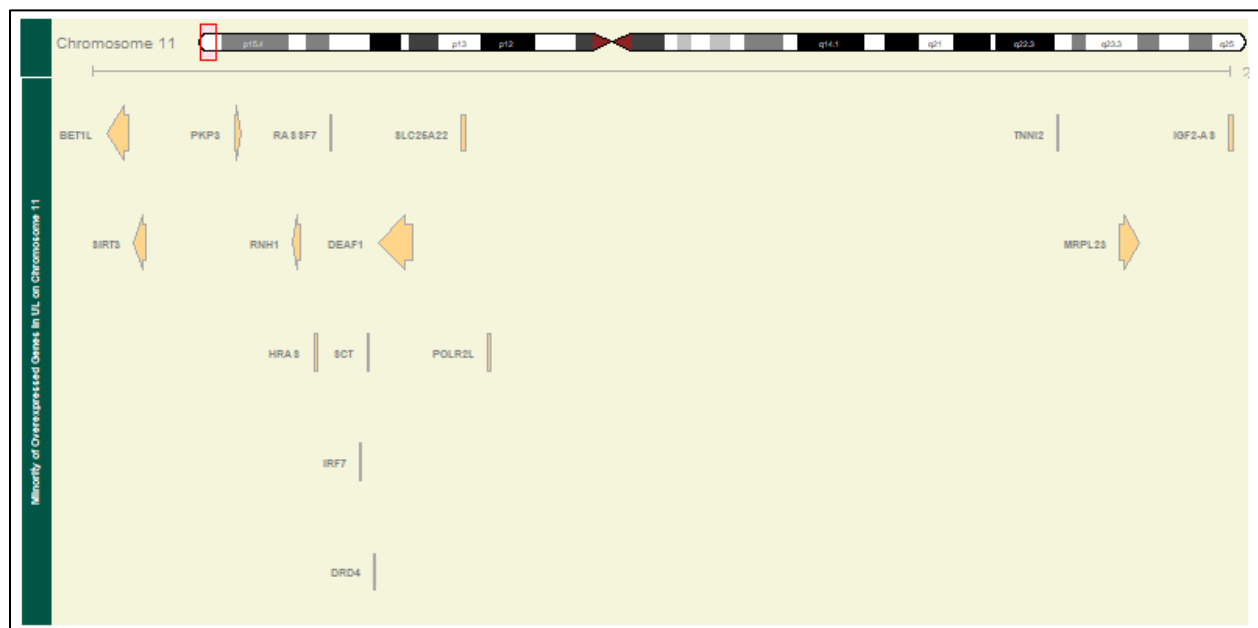 Chromosome 11
p15.4
p13
p12
q14.1
q21
q22.3
q23.3
q25
2
BET1L
PKP3
RASSF7
SLC25A22
TNNI2
IGF2-AS
SIRT3
RNH1
DEAF1
MRPL23
HRAS
SCT
POLR2L
IRF7
DRD4
Minority of Overexpressed Genes in UL on Chromosome 11